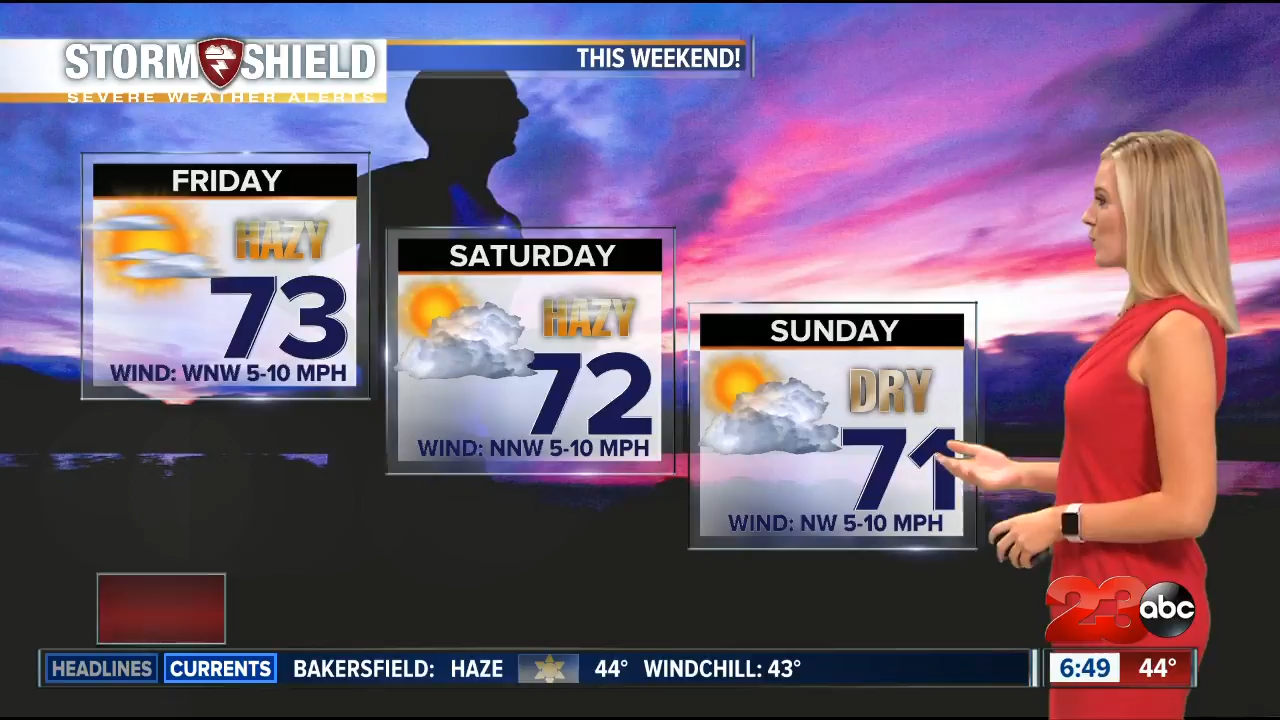 STORM SHIELD
SEVERE WEATHER ALERTS
THIS WEEKEND!
FRIDAY
HAZY
73
WIND: WNW 5-10 MPH
SATURDAY
HAZY
72
WIND: NNW 5-10 MPH
SUNDAY
DRY
71
WIND: NW 5-10 MPH
23 abc
HEADLINES CURRENTS BAKERSFIELD: HAZE 44° WINDCHILL: 43° 6:49 44°